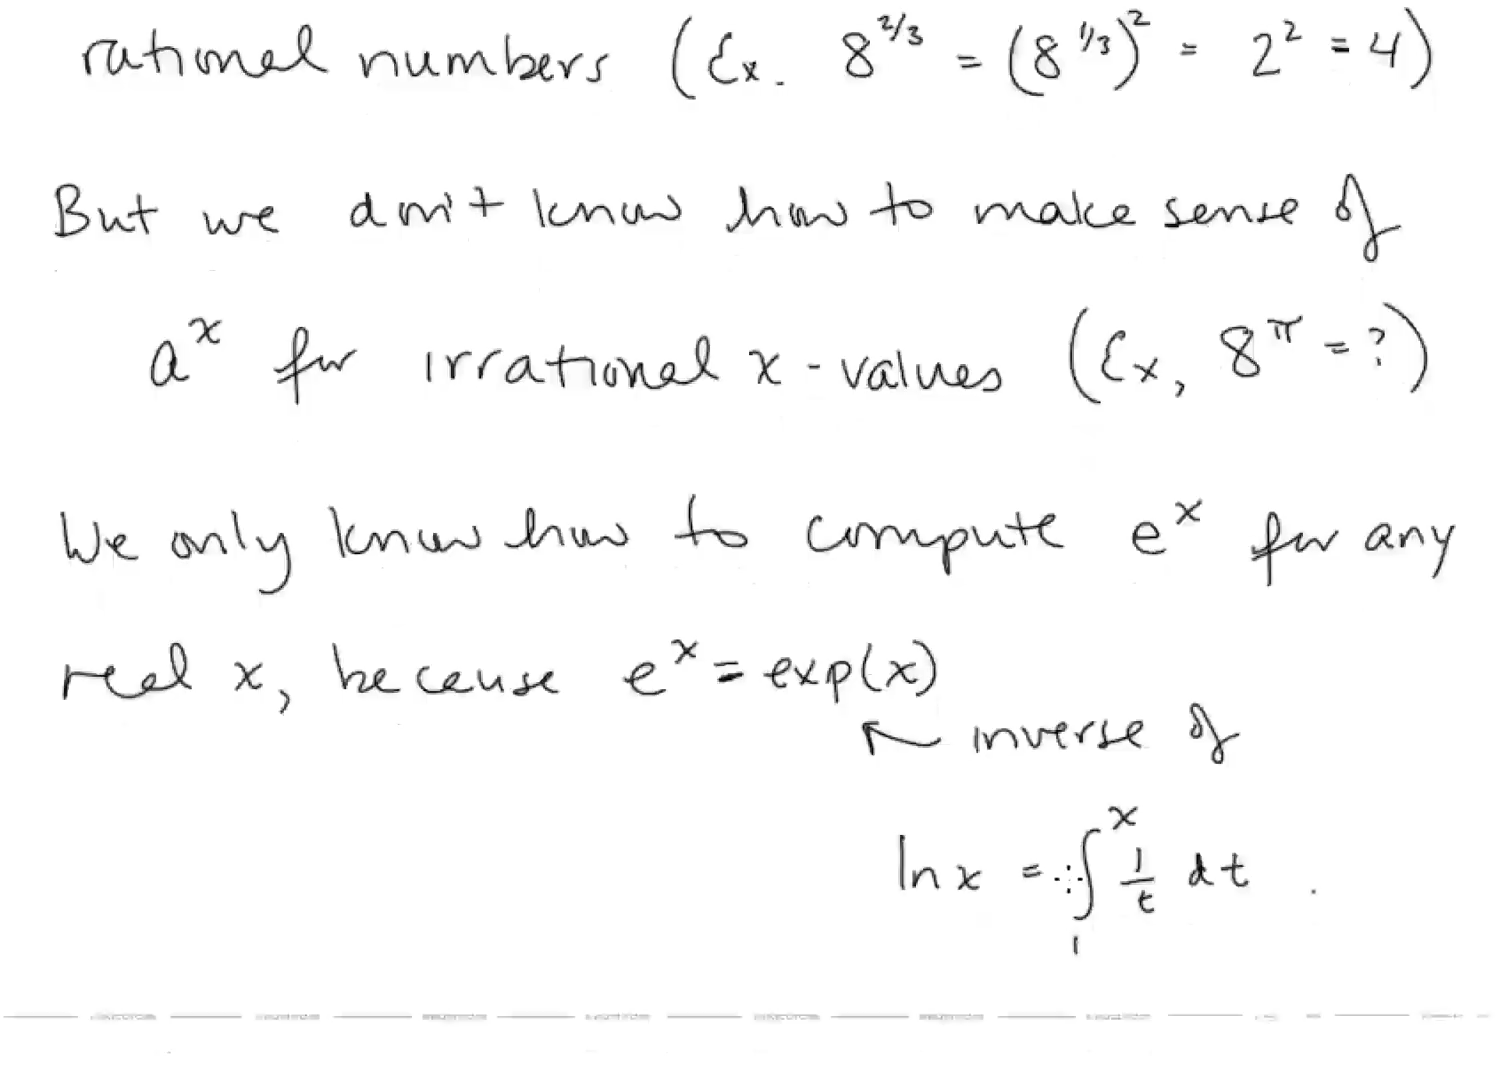 rational numbers (Ex. 8^{2/3} = (8^{1/3})^2 = 2^2 = 4)
But we don't know how to make sense of
a^x for irrational x-values (Ex, 8^π = ?)
We only know how to compute e^x for any
real x, because e^x = exp(x)
↖ inverse of
ln x = ∫_1^x 1/t dt .